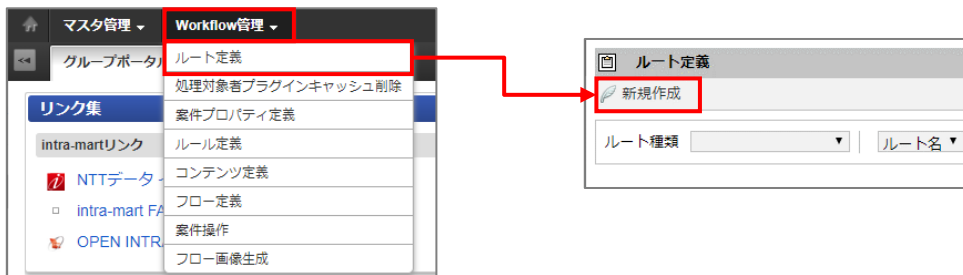 マスタ管理 Workflow管理
グループポータ
ルート定義
処理対象者プラグインキャッシュ削除
リンク集
案件プロパティ定義
intra-martリンク
ルール定義
コンテンツ定義
NTTデータ
intra-mart FA
フロー定義
案件操作
OPEN INTR
フロー画像生成
ルート定義
新規作成
ルート種類 ルート名